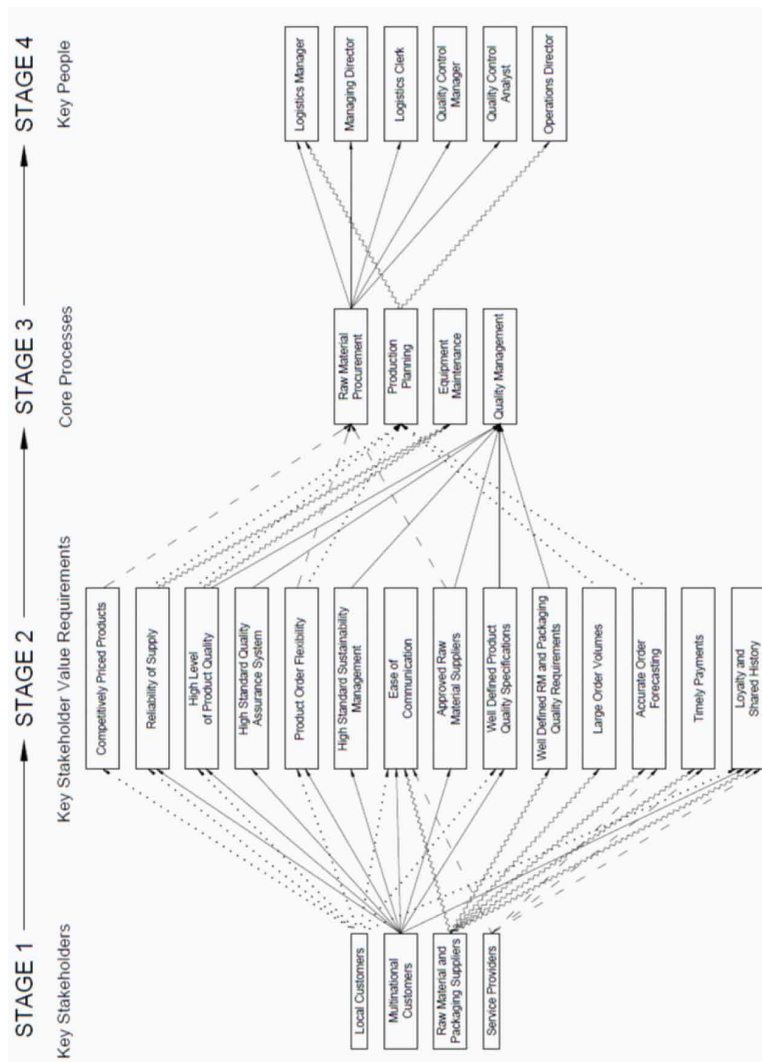 STAGE 1
STAGE 2
STAGE 3
STAGE 4
Key Stakeholders
Key Stakeholder Value Requirements
Core Processes
Key People
Local Customers
Multinational
Customers
Raw Material and
Packaging Suppliers
Service Providers
Competitively Priced Products
Reliability of Supply
High Level
of Product Quality
High Standard Quality
Assurance System
Product Order Flexibility
High Standard Sustainability
Management
Ease of
Communication
Approved Raw
Material Suppliers
Well Defined Product
Quality Specifications
Well Defined RM and Packaging
Quality Requirements
Large Order Volumes
Accurate Order
Forecasting
Timely Payments
Loyalty and
Shared History
Raw Material
Procurement
Production
Planning
Equipment
Maintenance
Quality Management
Logistics Manager
Managing Director
Logistics Clerk
Quality Control
Manager
Quality Control
Analyst
Operations Director